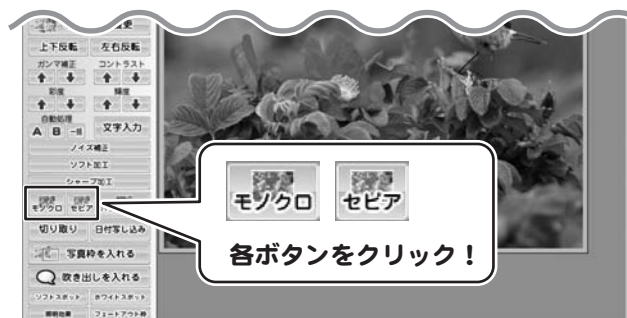 更
上下反転 左右反転
ガンマ補正 コントラスト
彩度 輝度
自動処理
A B 文字入力
ノイズ補正
ソフト加工
シャープ加工
モノクロ セピア
切り取り 日付写し込み
写真枠を入れる
吹き出しを入れる
ソフトスポット ホワイトスポット
照明効果 フェードアウト枠
モノクロ セピア
各ボタンをクリック！